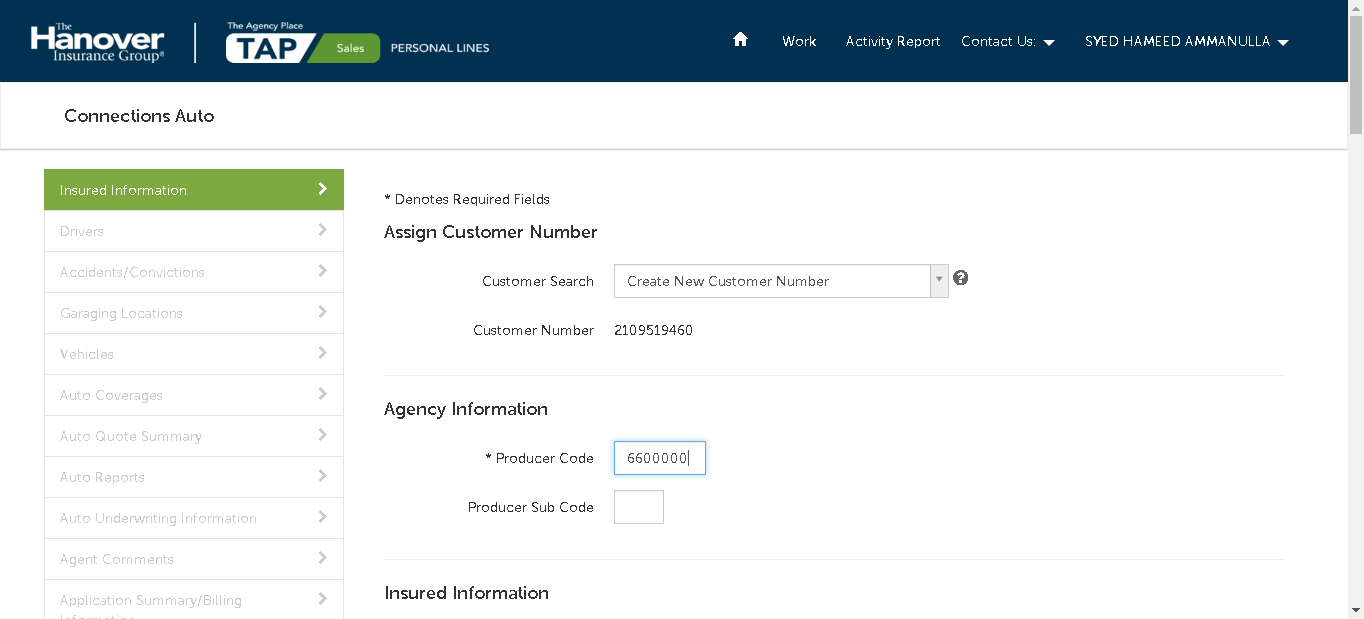 The
Hanover
Insurance Group®
The Agency Place
TAP Sales PERSONAL LINES
Work Activity Report Contact Us: SYED HAMEED AMMANULLA
Connections Auto
Insured Information
Drivers
Accidents/Convictions
Garaging Locations
Vehicles
Auto Coverages
Auto Quote Summary
Auto Reports
Auto Underwriting Information
Agent Comments
Application Summary/Billing
Information
* Denotes Required Fields
Assign Customer Number
Customer Search Create New Customer Number ?
Customer Number 2109519460
Agency Information
* Producer Code 6600000
Producer Sub Code
Insured Information